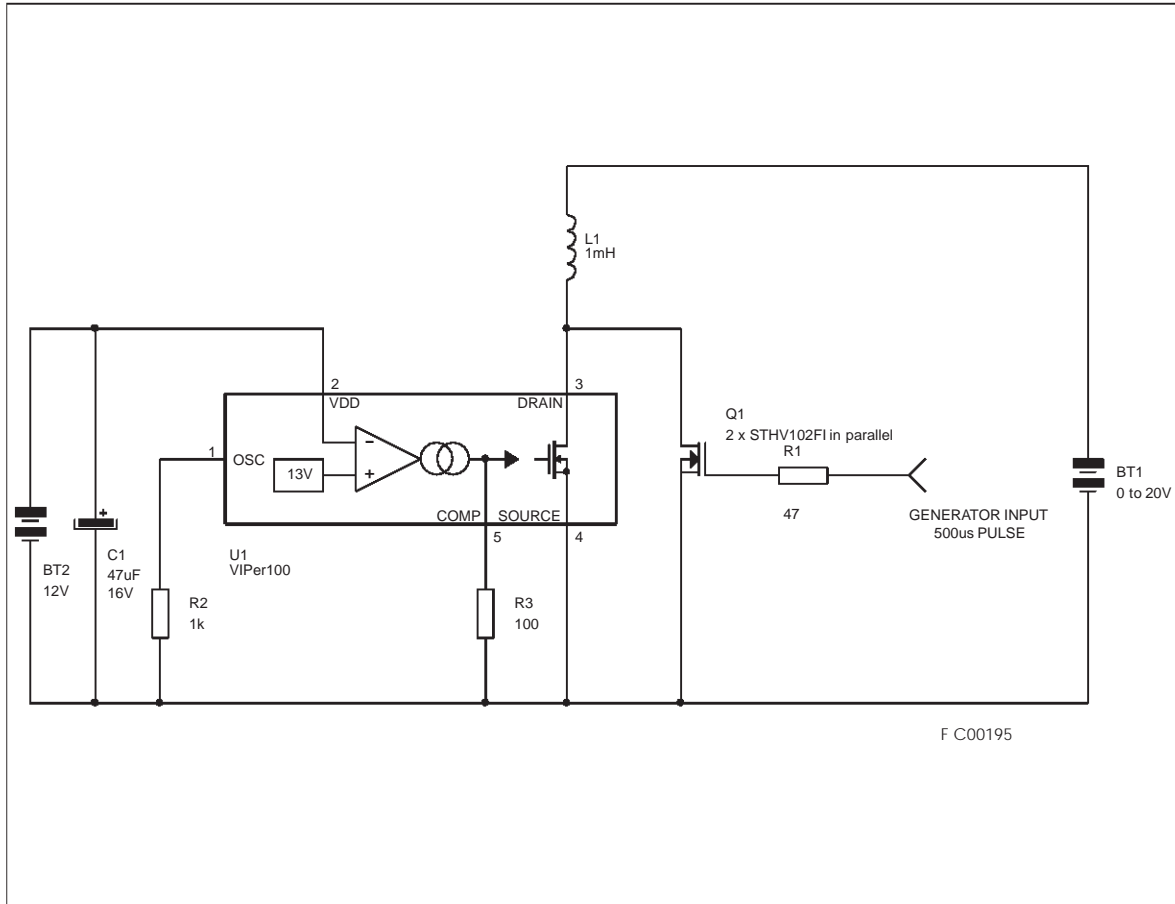 L1
1mH
2
3
VDD
DRAIN
Q1
2 x STHV102FI in parallel
R1
1
OSC
-
+
13V
BT1
0 to 20V
+
COMP
SOURCE
47
GENERATOR INPUT
500us PULSE
5
4
U1
VIPer100
C1
47uF
16V
BT2
12V
R2
1k
R3
100
F C00195